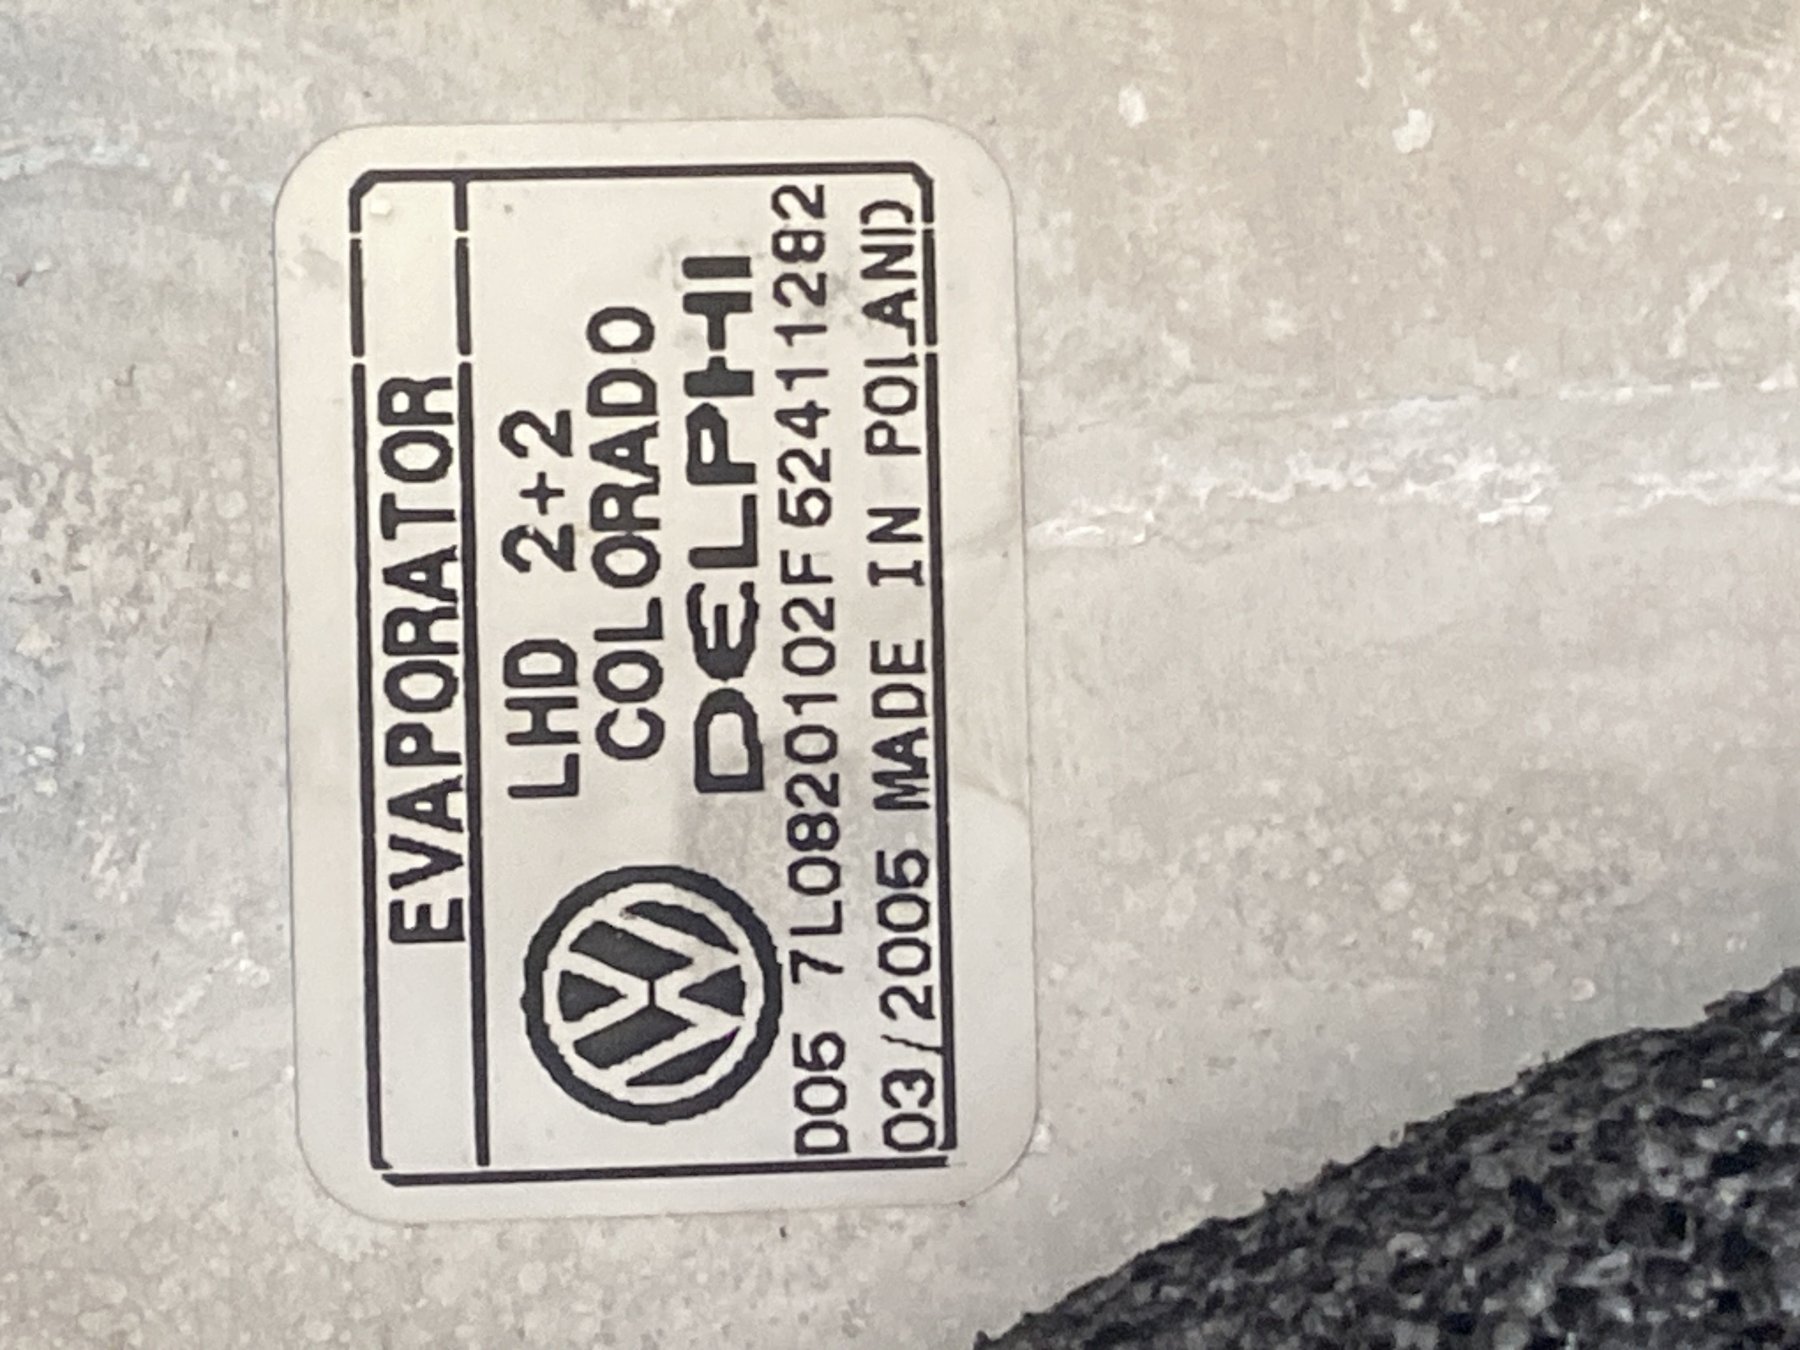 EVAPORATOR
LHD 2+2
COLORADO
DELPHI
D05 7L0820102F 52411282
03/2005 MADE IN POLAND